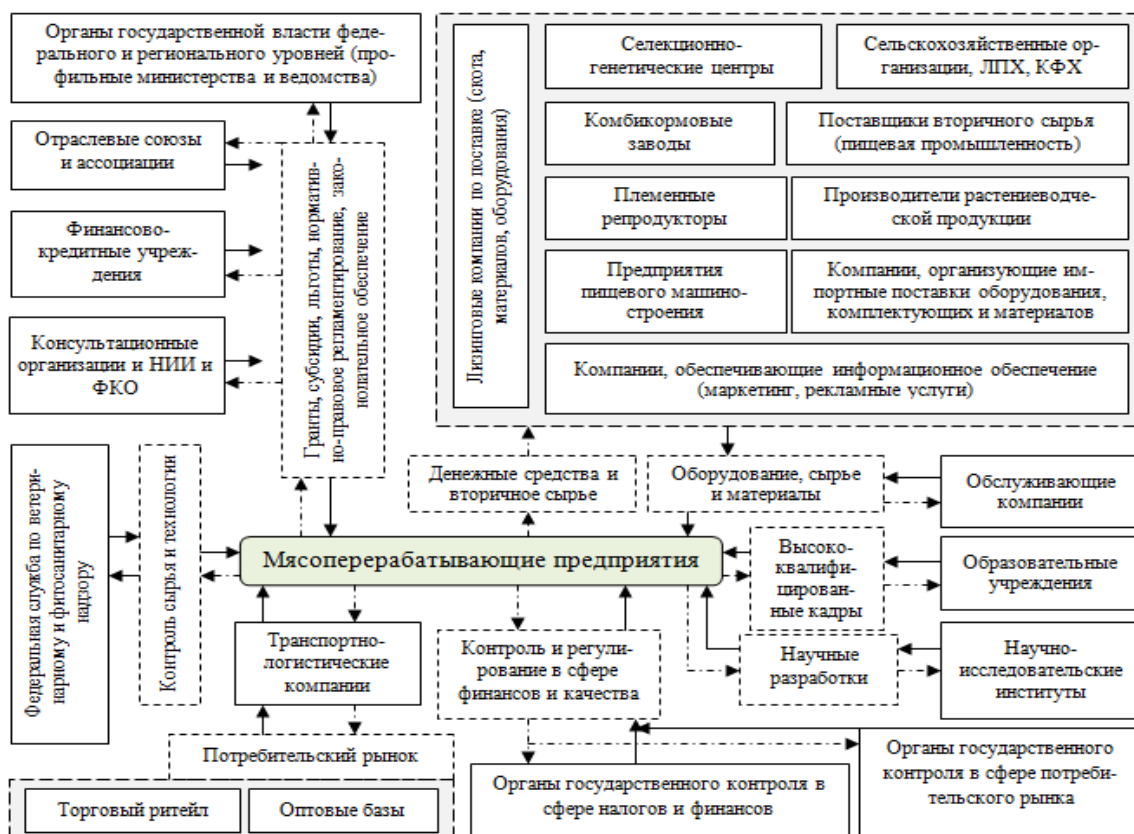 Органы государственной власти феде-
рального и регионального уровней (про-
фильные министерства и ведомства)
Отраслевые союзы
и ассоциации
Финансово-
кредитные учреж-
дения
Консультационные
организации и НИИ и
ФКО
Гранты, субсидии, льготы, норматив-
но-правовое регламентирование, зако-
нодательное обеспечение
Лизинговые компании по поставке (скота,
материалов, оборудования)
Селекционно-
генетические центры
Сельскохозяйственные ор-
ганизации, ЛПХ, КФХ
Комбикормовые
заводы
Поставщики вторичного сырья
(пищевая промышленность)
Племенные
репродукторы
Производители растениеводче-
ской продукции
Предприятия
пищевого машино-
строения
Компании, организующие им-
портные поставки оборудования,
комплектующих и материалов
Компании, обеспечивающие информационное обеспечение
(маркетинг, рекламные услуги)
Федеральная служба по ветери-
нарному и фитосанитарному
надзору
Контроль сырья и технологии
Денежные средства и
вторичное сырье
Оборудование, сырье
и материалы
Обслуживающие
компании
Мясоперерабатывающие предприятия
Высоко-
квалифи-
цирован-
ные кадры
Образовательные
учреждения
Транспортно-
логистические
компании
Контроль и регули-
рование в сфере
финансов и качества
Научные
разработки
Научно-
исследовательские
институты
Потребительский рынок
Торговый ритейл
Оптовые базы
Органы государственного контроля в
сфере налогов и финансов
Органы государственного
контроля в сфере потреби-
тельского рынка